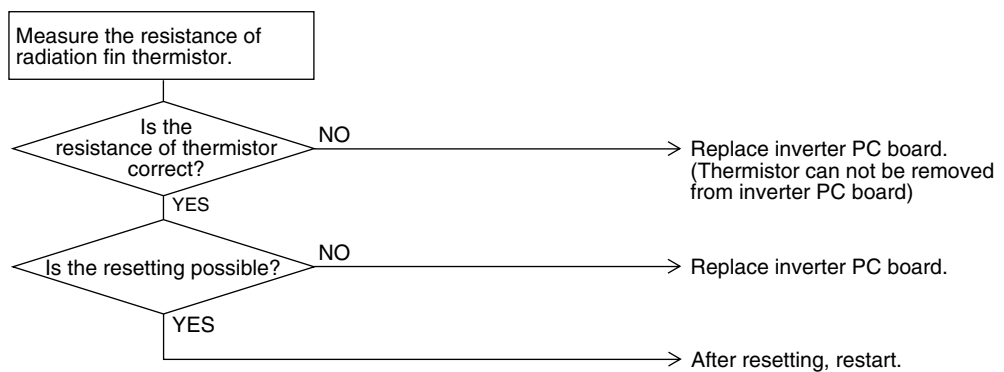 Measure the resistance of
radiation fin thermistor.
Is the
resistance of thermistor
correct?
NO
Replace inverter PC board.
(Thermistor can not be removed
from inverter PC board)
YES
Is the resetting possible?
NO
Replace inverter PC board.
YES
After resetting, restart.